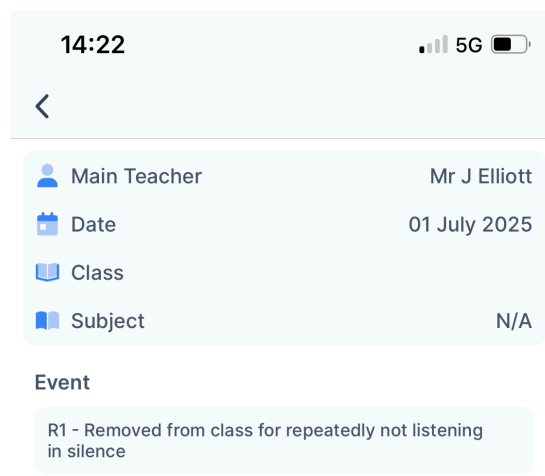 14:22 5G
Main Teacher Mr J Elliott
Date 01 July 2025
Class
Subject N/A
Event
R1 - Removed from class for repeatedly not listening
in silence